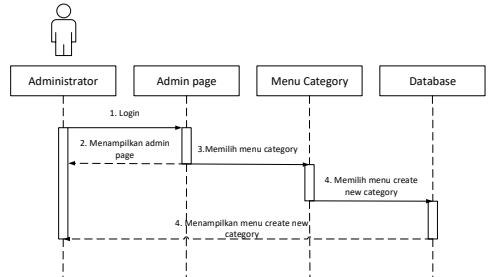 Administrator
Admin page
Menu Category
Database
1. Login
2. Menampilkan admin
page
3.Memilih menu category
4. Memilih menu create
new category
4. Menampilkan menu create new
category